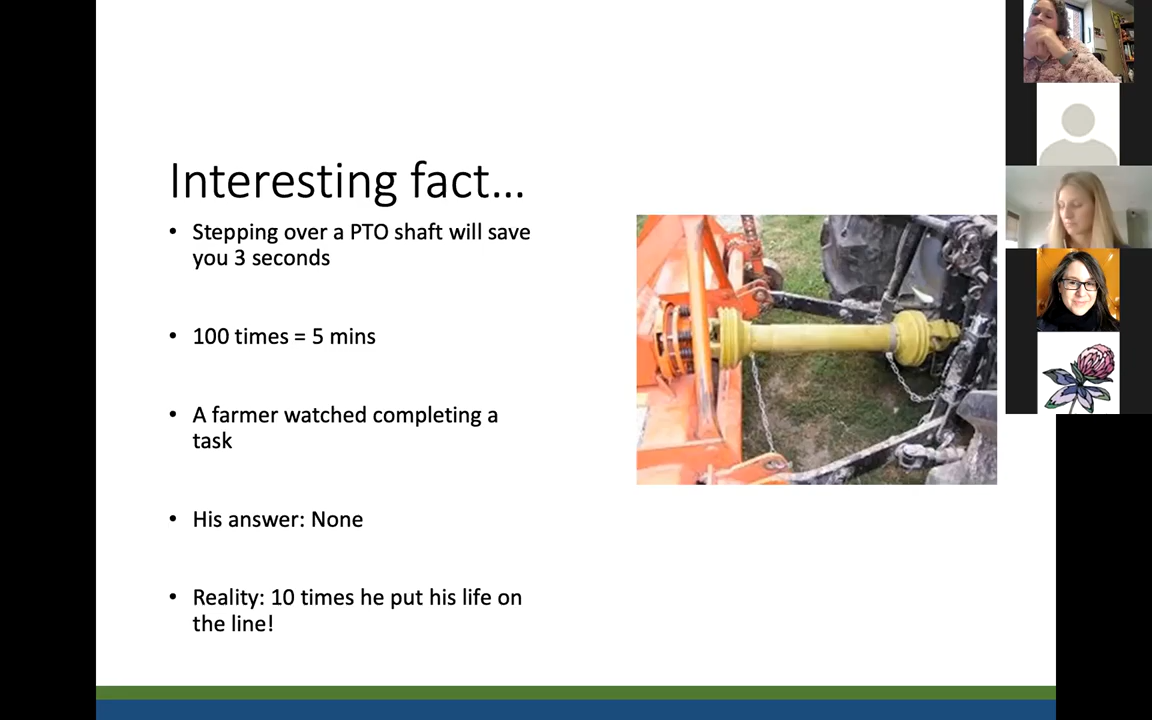 Interesting fact...
• Stepping over a PTO shaft will save
you 3 seconds
• 100 times = 5 mins
• A farmer watched completing a
task
• His answer: None
• Reality: 10 times he put his life on
the line!